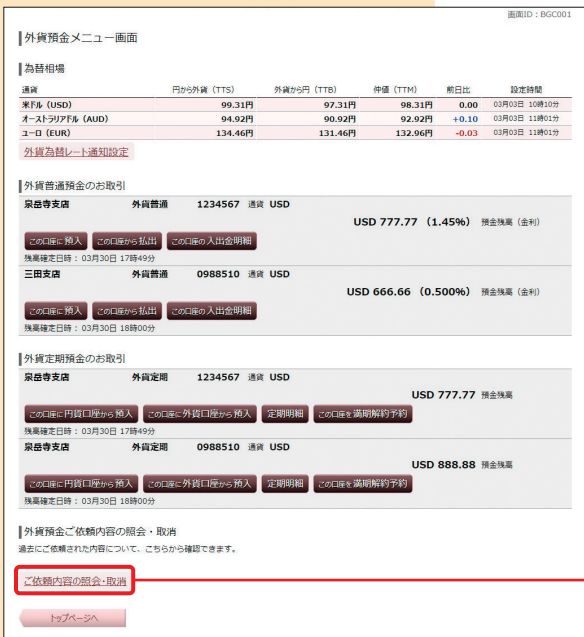 画面ID：BGC001
外貨預金メニュー画面
為替相場
通貨 円から外貨（TTS） 外貨から円（TTB） 仲値（TTM） 前日比 設定時間
米ドル（USD） 99.31円 97.31円 98.31円 0.00 03月03日 10時10分
オーストラリアドル（AUD） 94.92円 90.92円 92.92円 +0.10 03月03日 11時01分
ユーロ（EUR） 134.46円 131.46円 132.96円 -0.03 03月03日 11時01分
外貨為替レート通知設定
外貨普通預金のお取引
泉岳寺支店 外貨普通 1234567 通貨 USD
USD 777.77 （1.45%） 預金残高（金利）
この口座に預入 この口座から払出 この口座の入出金明細
残高確定日時：03月30日 17時49分
三田支店 外貨普通 0988510 通貨 USD
USD 666.66 （0.500%） 預金残高（金利）
この口座に預入 この口座から払出 この口座の入出金明細
残高確定日時：03月30日 18時00分
外貨定期預金のお取引
泉岳寺支店 外貨定期 1234567 通貨 USD
USD 777.77 預金残高
この口座に円貨口座から預入 この口座に外貨口座から預入 定期明細 この口座を満期解約予約
残高確定日時：03月30日 17時49分
泉岳寺支店 外貨定期 0988510 通貨 USD
USD 888.88 預金残高
この口座に円貨口座から預入 この口座に外貨口座から預入 定期明細 この口座を満期解約予約
残高確定日時：03月30日 18時00分
外貨預金ご依頼内容の照会・取消
過去にご依頼された内容について、こちらから確認できます。
ご依頼内容の照会・取消
トップページへ